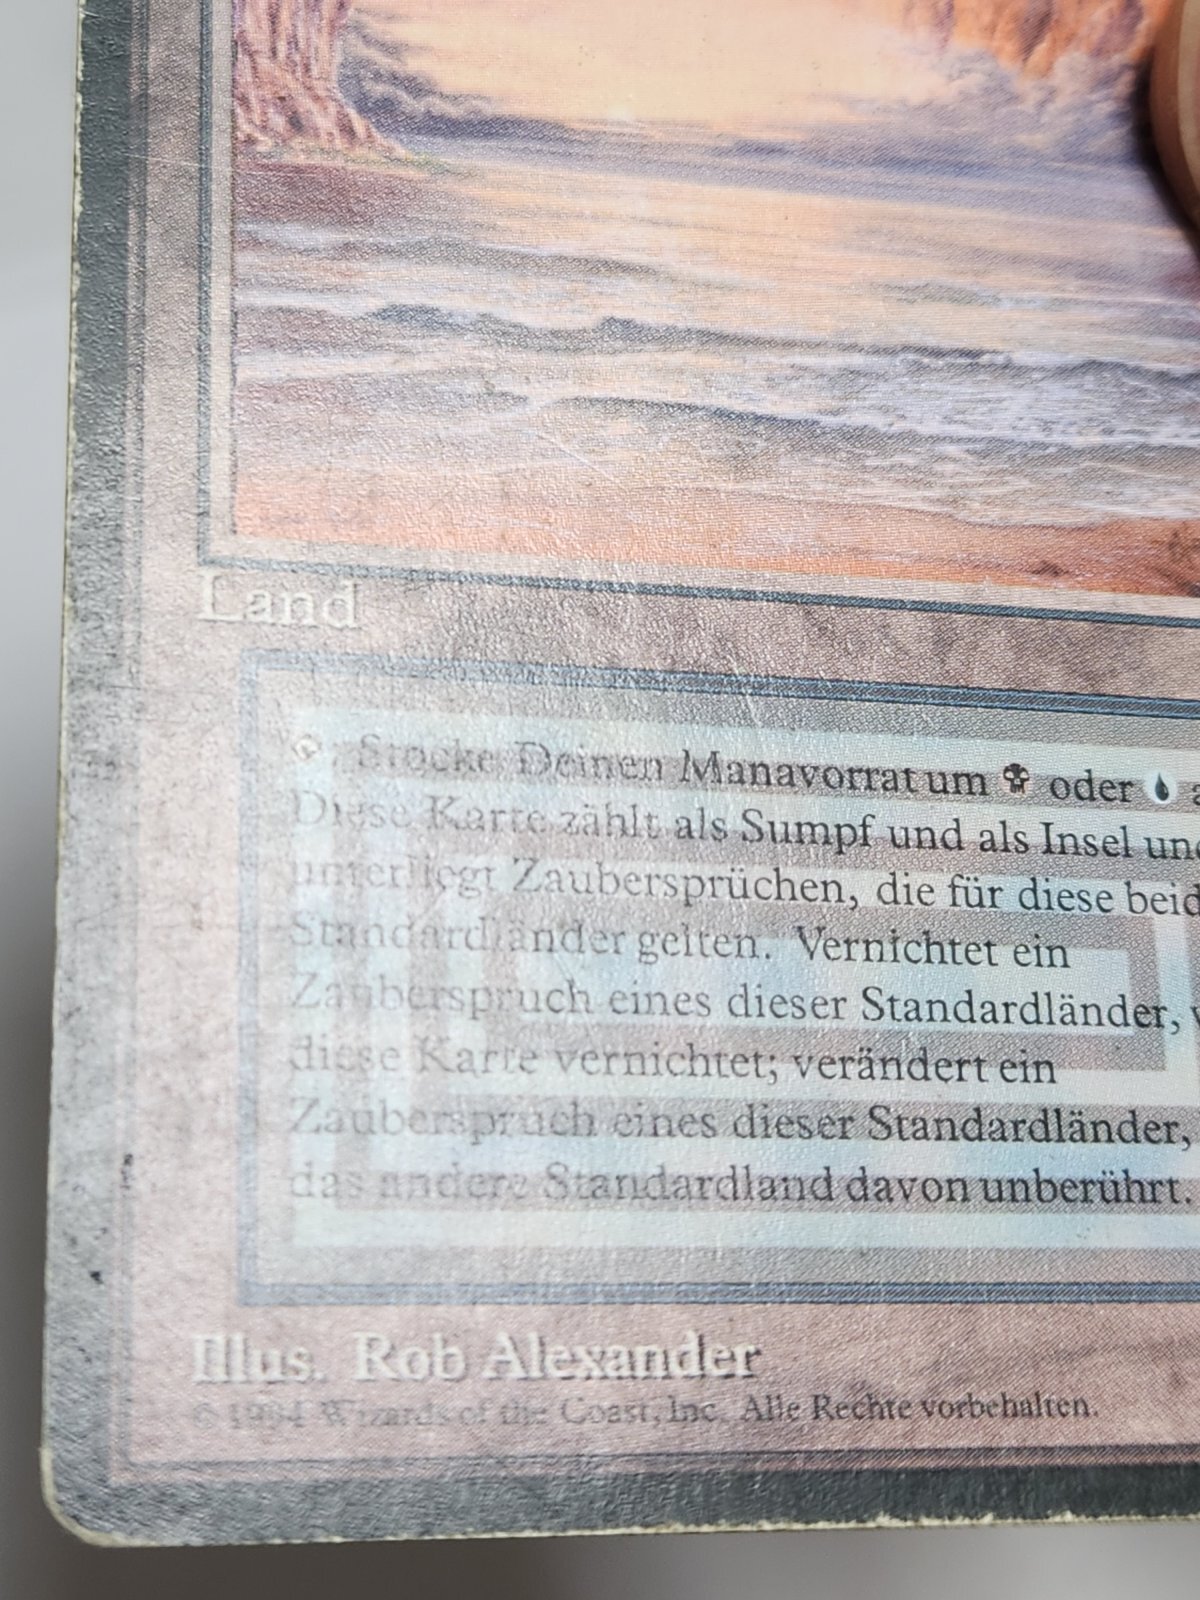 Land
: Stocke Deinen Manavorrat um oder
Diese Karte zählt als Sumpf und als Insel und
unterliegt Zaubersprüchen, die für diese beid
Standardländer gelten. Vernichtet ein
Zauberspruch eines dieser Standardländer,
diese Karte vernichtet; verändert ein
Zauberspruch eines dieser Standardländer,
das andere Standardland davon unberührt.
Illus. Rob Alexander
© 1994 Wizards of the Coast, Inc. Alle Rechte vorbehalten.